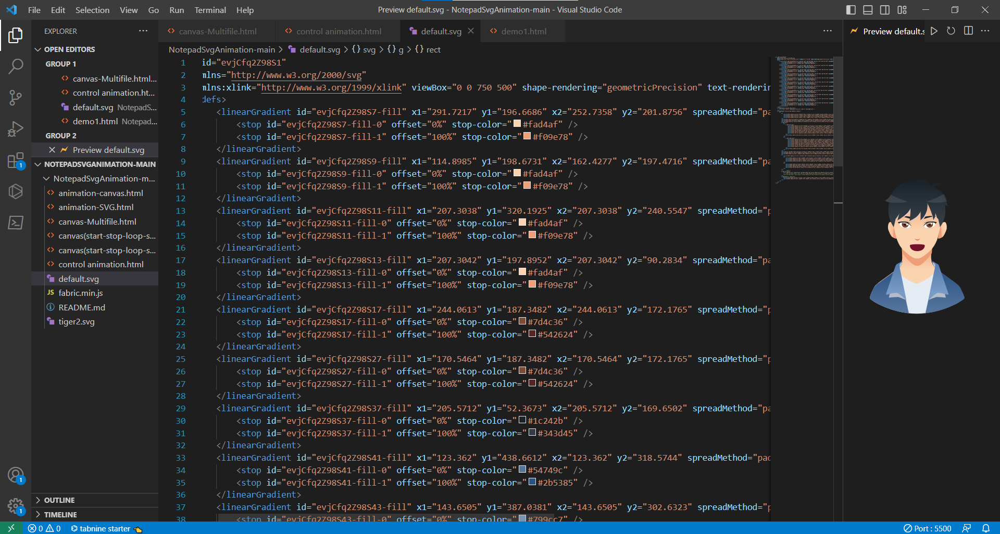 File Edit Selection View Go Run Terminal Help
Preview default.svg - NotepadSvgAnimation-main - Visual Studio Code
EXPLORER
OPEN EDITORS
GROUP 1
canvas-Multifile.html...
control animation.ht...
default.svg NotepadS...
demo1.html Notepad...
GROUP 2
Preview default.svg
NOTEPADSVGANIMATION-MAIN
NotepadSvgAnimation-m...
animation-canvas.html
animation-SVG.html
canvas-Multifile.html
canvas(start-stop-loop-s...
canvas(start-stop-loop-s...
control animation.html
default.svg
JS fabric.min.js
README.md
tiger2.svg
OUTLINE
TIMELINE
1
1
1
canvas-Multifile.html control animation.html default.svg demo1.html
NotepadSvgAnimation-main > default.svg > {} svg > {} g > {} rect
1 id="evjCfq2Z98S1"
2 mlns="http://www.w3.org/2000/svg"
3 mlns:xlink="http://www.w3.org/1999/xlink" viewBox="0 0 750 500" shape-rendering="geometricPrecision" text-renderin
4 defs>
5 <linearGradient id="evjCfq2Z98S7-fill" x1="291.7217" y1="196.6686" x2="252.7358" y2="201.8756" spreadMethod="pa
6 <stop id="evjCfq2Z98S7-fill-0" offset="0%" stop-color="#fad4af" />
7 <stop id="evjCfq2Z98S7-fill-1" offset="100%" stop-color="#f09e78" />
8 </linearGradient>
9 <linearGradient id="evjCfq2Z98S9-fill" x1="114.8985" y1="198.6731" x2="162.4277" y2="197.4716" spreadMethod="pa
10 <stop id="evjCfq2Z98S9-fill-0" offset="0%" stop-color="#fad4af" />
11 <stop id="evjCfq2Z98S9-fill-1" offset="100%" stop-color="#f09e78" />
12 </linearGradient>
13 <linearGradient id="evjCfq2Z98S11-fill" x1="207.3038" y1="320.1925" x2="207.3038" y2="240.5547" spreadMethod="p
14 <stop id="evjCfq2Z98S11-fill-0" offset="0%" stop-color="#fad4af" />
15 <stop id="evjCfq2Z98S11-fill-1" offset="100%" stop-color="#f09e78" />
16 </linearGradient>
17 <linearGradient id="evjCfq2Z98S13-fill" x1="207.3042" y1="197.8952" x2="207.3042" y2="90.2834" spreadMethod="pa
18 <stop id="evjCfq2Z98S13-fill-0" offset="0%" stop-color="#fad4af" />
19 <stop id="evjCfq2Z98S13-fill-1" offset="100%" stop-color="#f09e78" />
20 </linearGradient>
21 <linearGradient id="evjCfq2Z98S17-fill" x1="244.0613" y1="187.3482" x2="244.0613" y2="172.1765" spreadMethod="p
22 <stop id="evjCfq2Z98S17-fill-0" offset="0%" stop-color="#7d4c36" />
23 <stop id="evjCfq2Z98S17-fill-1" offset="100%" stop-color="#542624" />
24 </linearGradient>
25 <linearGradient id="evjCfq2Z98S27-fill" x1="170.5464" y1="187.3482" x2="170.5464" y2="172.1765" spreadMethod="p
26 <stop id="evjCfq2Z98S27-fill-0" offset="0%" stop-color="#7d4c36" />
27 <stop id="evjCfq2Z98S27-fill-1" offset="100%" stop-color="#542624" />
28 </linearGradient>
29 <linearGradient id="evjCfq2Z98S37-fill" x1="205.5712" y1="52.3673" x2="205.5712" y2="169.6502" spreadMethod="pa
30 <stop id="evjCfq2Z98S37-fill-0" offset="0%" stop-color="#1c242b" />
31 <stop id="evjCfq2Z98S37-fill-1" offset="100%" stop-color="#343d45" />
32 </linearGradient>
33 <linearGradient id="evjCfq2Z98S41-fill" x1="123.362" y1="438.6612" x2="123.362" y2="318.5744" spreadMethod="pad
34 <stop id="evjCfq2Z98S41-fill-0" offset="0%" stop-color="#54749c" />
35 <stop id="evjCfq2Z98S41-fill-1" offset="100%" stop-color="#2b5385" />
36 </linearGradient>
37 <linearGradient id="evjCfq2Z98S43-fill" x1="143.6505" y1="387.0381" x2="143.6505" y2="302.6323" spreadMethod="p
38 <stop id="evjCfq2Z98S43-fill-0" offset="0%" stop-color="#799cc7" />
Preview default.s
0 0 tabnine starter
Port : 5500